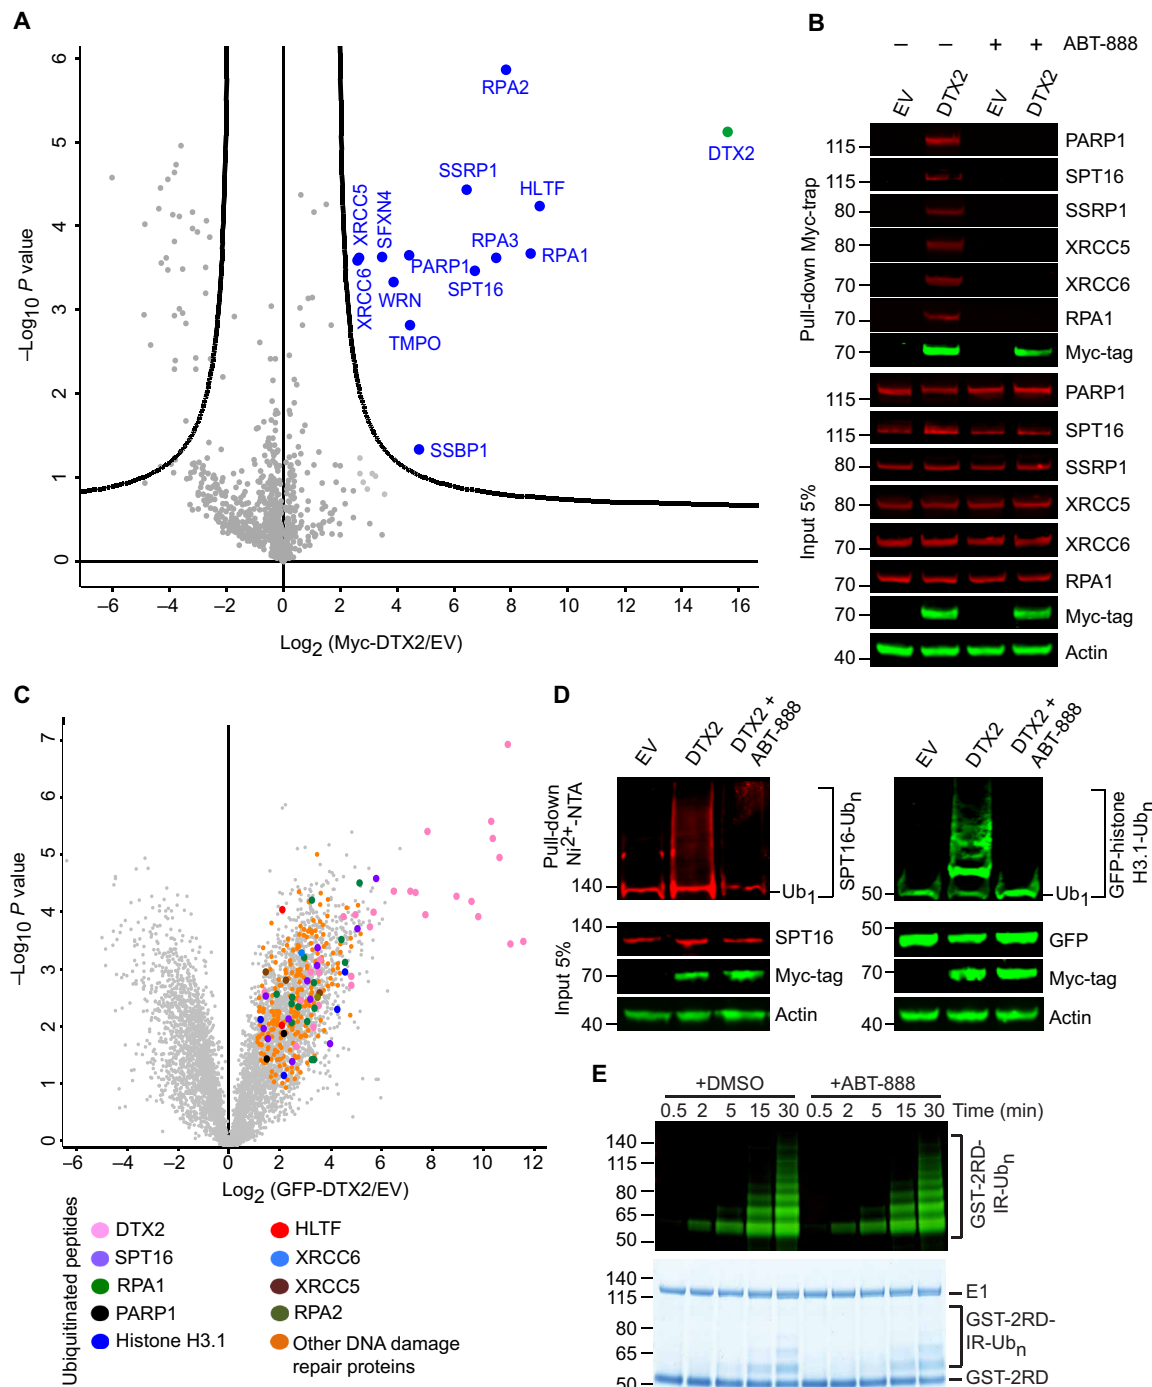 A
–Log10 P value
6
5
4
3
2
1
0
–6
–4
–2
0
2
4
6
8
10
12
14
16
Log2 (Myc-DTX2/EV)
RPA2
DTX2
SSRP1
HLTF
XRCC5
SFXN4
RPA3
RPA1
PARP1
SPT16
XRCC6
WRN
TMPO
SSBP1
B
– – + + ABT-888
EV DTX2 EV DTX2
Pull-down Myc-trap
115 PARP1
115 SPT16
80 SSRP1
80 XRCC5
70 XRCC6
70 RPA1
70 Myc-tag
Input 5%
115 PARP1
115 SPT16
80 SSRP1
80 XRCC5
70 XRCC6
70 RPA1
70 Myc-tag
40 Actin
C
–Log10 P value
7
6
5
4
3
2
1
0
–6 –4 –2 0 2 4 6 8 10 12
Log2 (GFP-DTX2/EV)
Ubiquitinated peptides
DTX2
SPT16
RPA1
PARP1
Histone H3.1
HLTF
XRCC6
XRCC5
RPA2
Other DNA damage
repair proteins
D
EV DTX2 DTX2 +
ABT-888
Pull-down
Ni2+-NTA
140
Ub1
SPT16-Ubn
Input 5%
140 SPT16
70 Myc-tag
40 Actin
EV DTX2 DTX2 +
ABT-888
50
Ub1
GFP-histone
H3.1-Ubn
50 GFP
70 Myc-tag
40 Actin
E
+DMSO +ABT-888
0.5 2 5 15 30 0.5 2 5 15 30 Time (min)
140
115
80
65
50
GST-2RD-
IR-Ubn
140
115
80
65
50
E1
GST-2RD-
IR-Ubn
GST-2RD